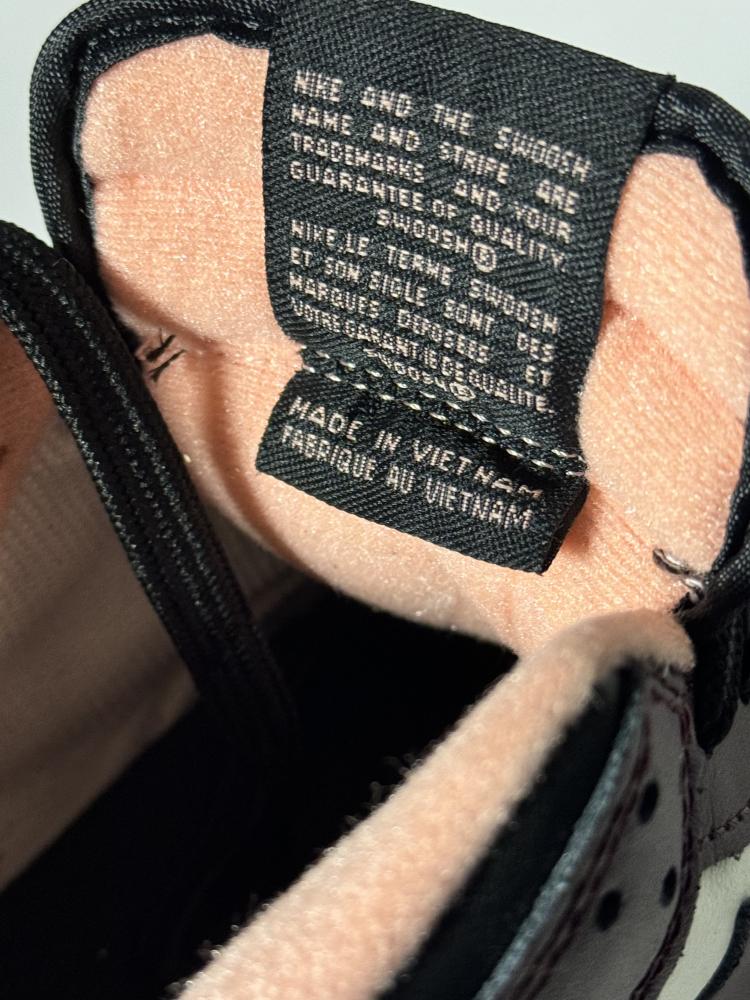 NIKE AND THE SWOOSH
NAME AND STRIPE ARE
TRADEMARKS AND YOUR
GUARANTEE OF QUALITY.
SWOOSH®
NIKE.LE TERME SWOOSH
ET SON SIGLE SONT DES
MARQUES DEPOSEES ET
VOTRE GARANTIE DE QUALITE.
SWOOSH®
MADE IN VIETNAM
FABRIQUE AU VIETNAM